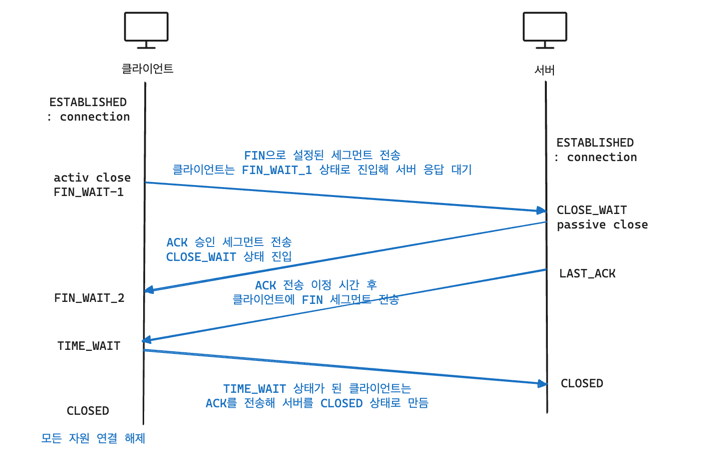 클라이언트
서버
ESTABLISHED
: connection
ESTABLISHED
: connection
FIN으로 설정된 세그먼트 전송
클라이언트는 FIN_WAIT_1 상태로 진입해 서버 응답 대기
activ close
FIN_WAIT-1
CLOSE_WAIT
passive close
ACK 승인 세그먼트 전송
CLOSE_WAIT 상태 진입
LAST_ACK
ACK 전송 이정 시간 후
클라이언트에 FIN 세그먼트 전송
FIN_WAIT_2
TIME_WAIT
CLOSED
TIME_WAIT 상태가 된 클라이언트는
ACK를 전송해 서버를 CLOSED 상태로 만듬
CLOSED
모든 자원 연결 해제